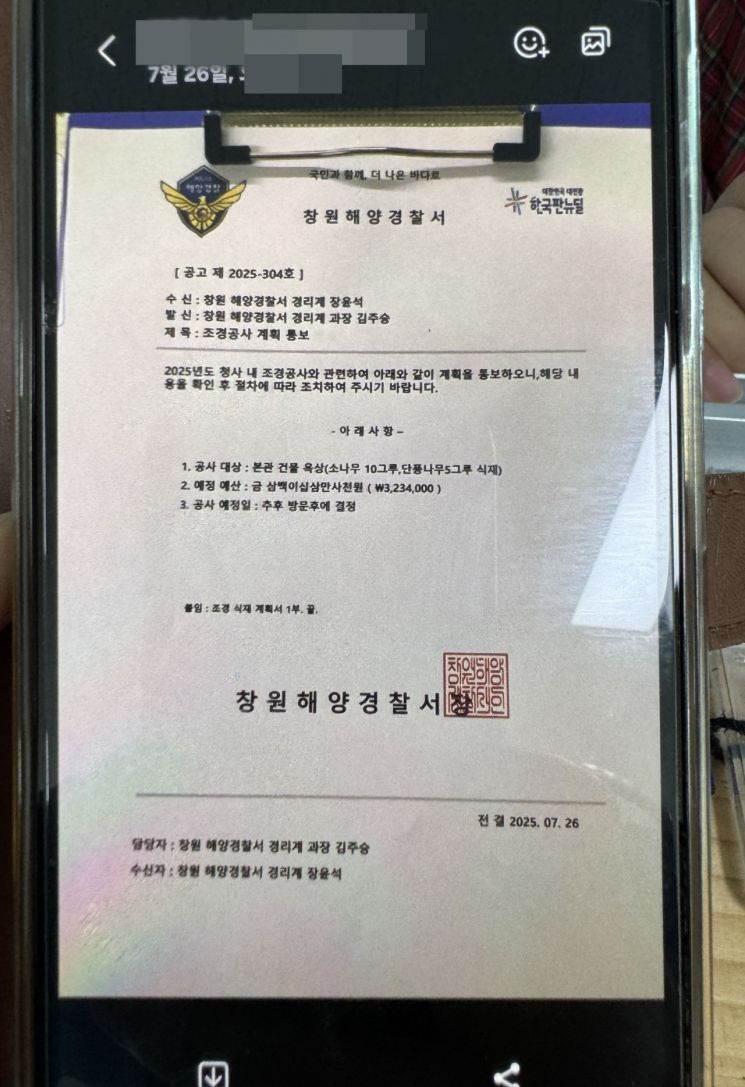 7월 26일,
국민과 함께, 더 나은 바다로
해양경찰
창원해양경찰서
대한민국 대전환
한국판뉴딜
[ 공고 제 2025-304호 ]
수 신 : 창원 해양경찰서 경리계 장윤석
발 신 : 창원 해양경찰서 경리계 과장 김주승
제 목 : 조경공사 계획 통보
2025년도 청사 내 조경공사와 관련하여 아래와 같이 계획을 통보하오니,해당 내
용을 확인 후 절차에 따라 조치하여 주시기 바랍니다.
- 아 래 사 항 –
1. 공사 대상 : 본관 건물 옥상(소나무 10그루,단풍나무5그루 식재)
2. 예정 예산 : 금 삼백이십삼만사천원 ( ₩3,234,000 )
3. 공사 예정일 : 추후 방문후에 결정
붙임 : 조경 식재 계획서 1부. 끝.
창원해양경찰서장
전 결 2025. 07. 26
담당자 : 창원 해양경찰서 경리계 과장 김주승
수신자 : 창원 해양경찰서 경리계 장윤석